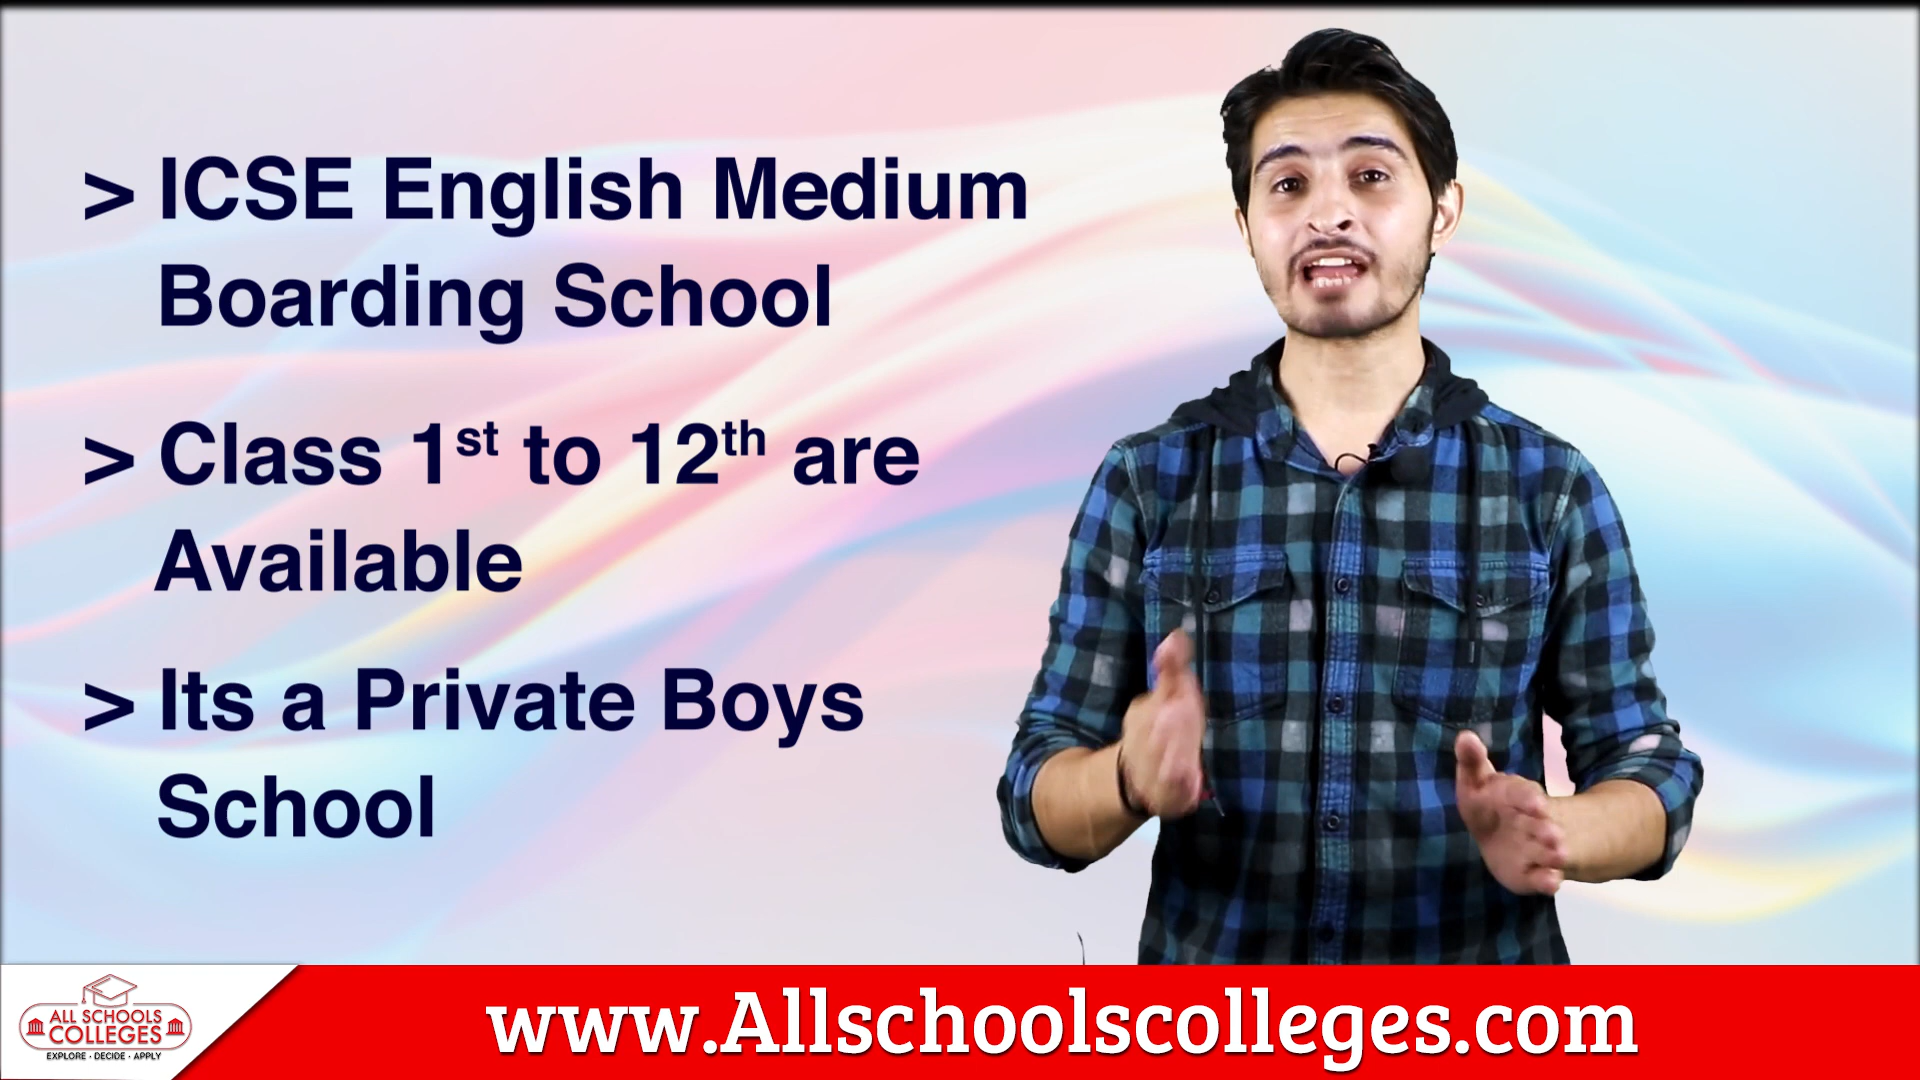 > ICSE English Medium
Boarding School
> Class 1st to 12th are
Available
> Its a Private Boys
School
ALL SCHOOLS
COLLEGES
EXPLORE · DECIDE · APPLY
www.Allschoolscolleges.com